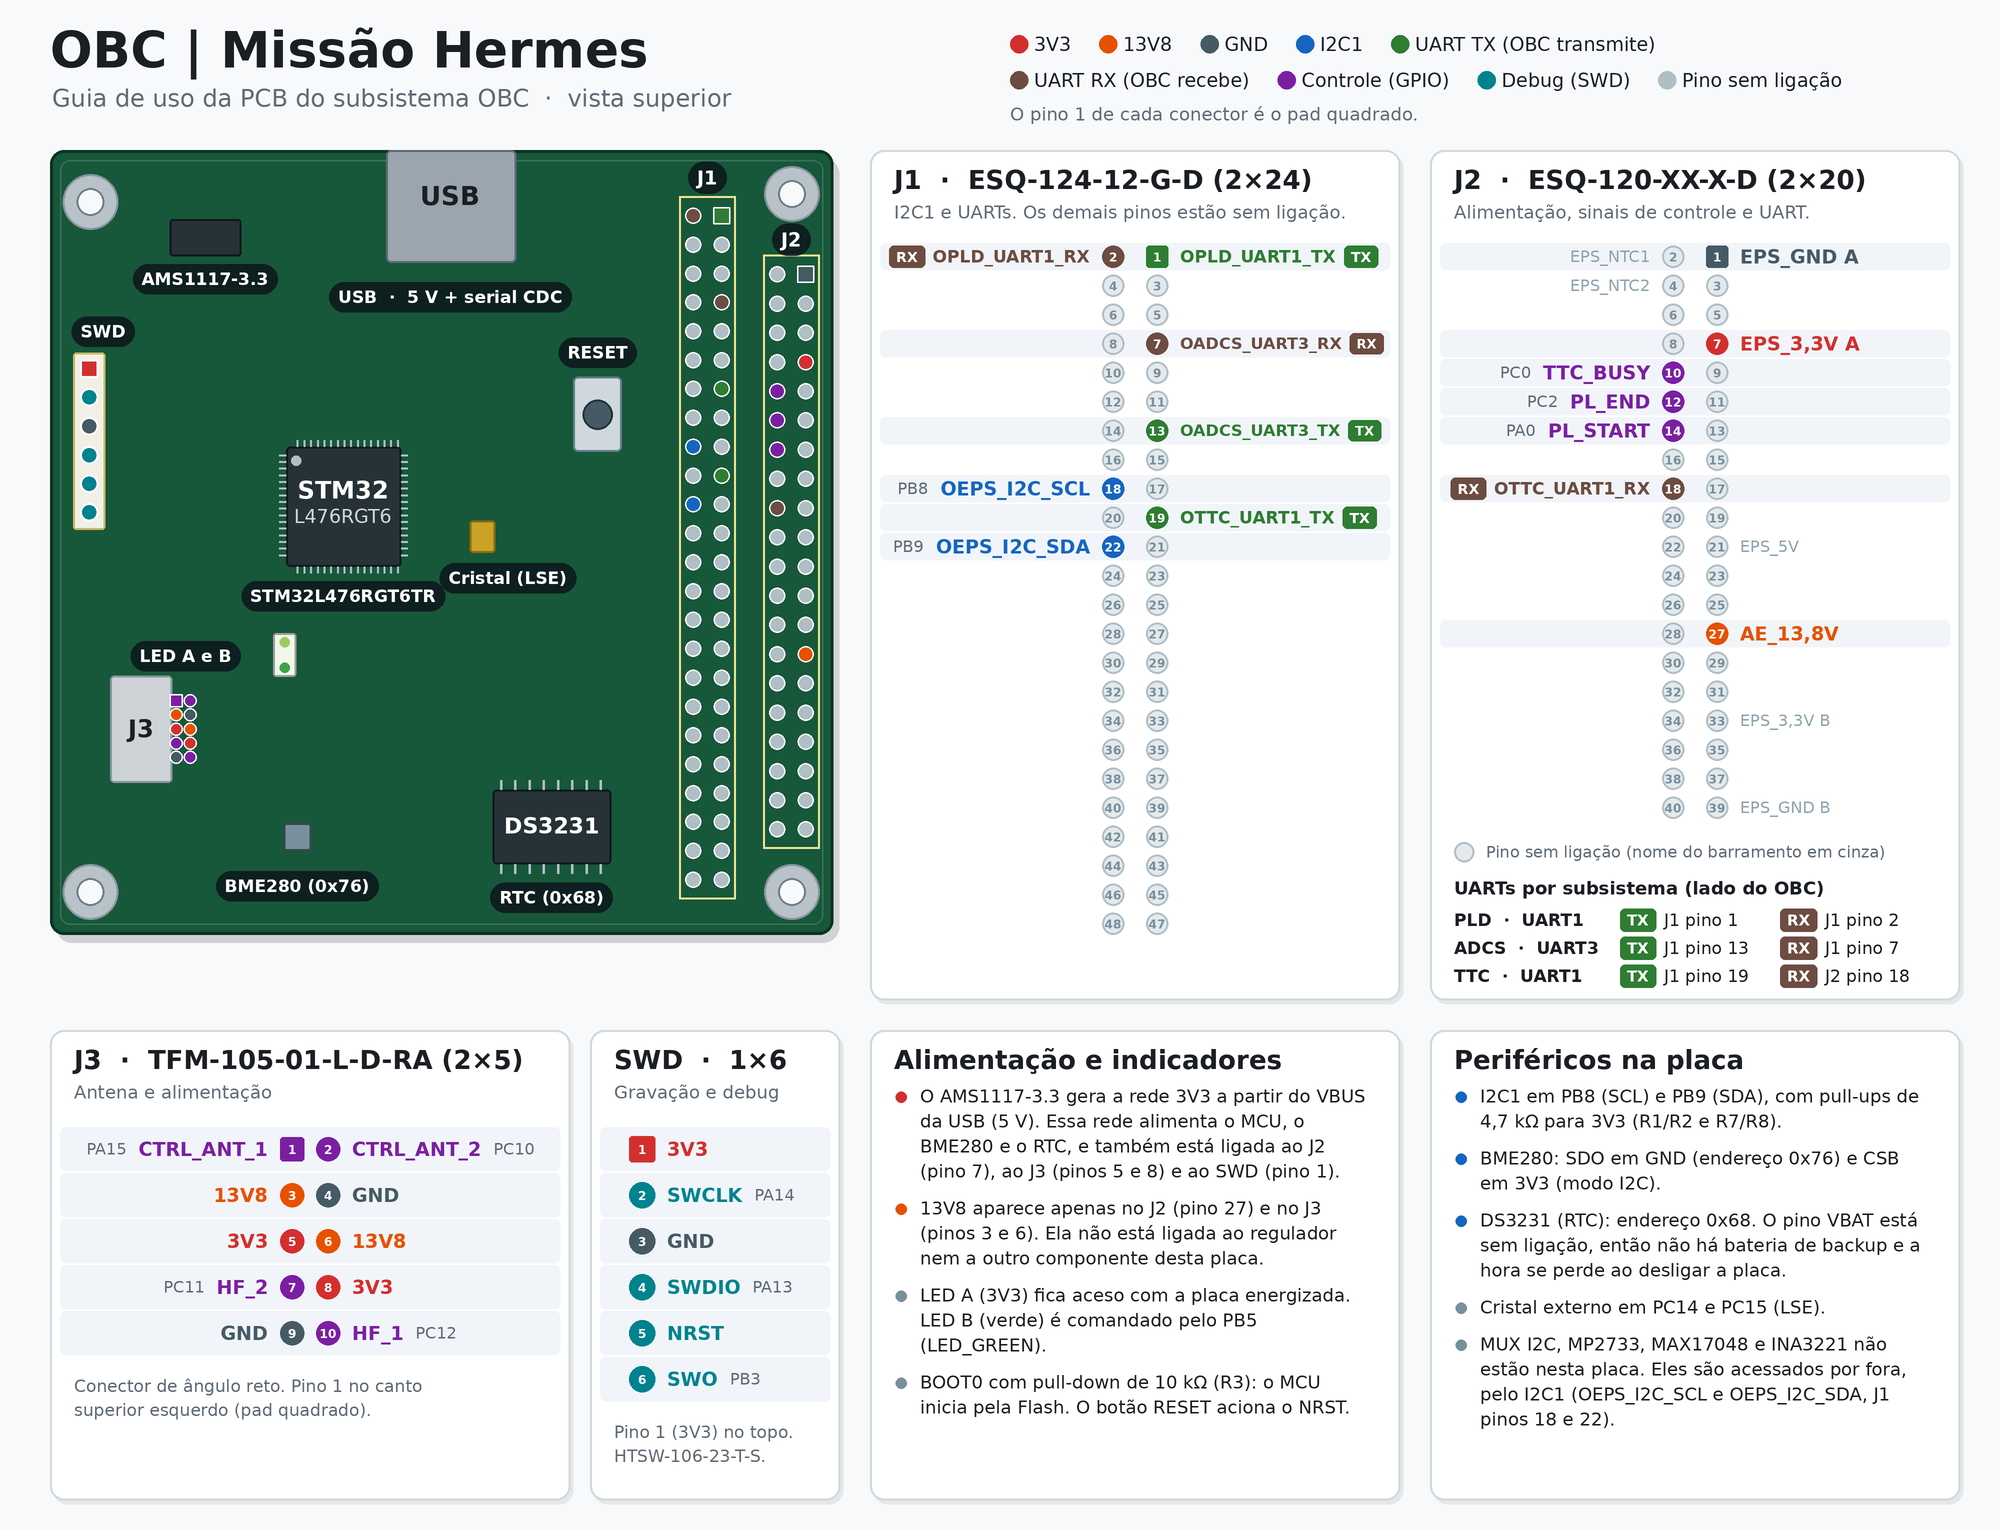 OBC | Missão Hermes
Guia de uso da PCB do subsistema OBC · vista superior
3V3 13V8 GND I2C1 UART TX (OBC transmite)
UART RX (OBC recebe) Controle (GPIO) Debug (SWD) Pino sem ligação
O pino 1 de cada conector é o pad quadrado.
USB
J1
J2
AMS1117-3.3
USB · 5 V + serial CDC
SWD
RESET
STM32
L476RGT6
Cristal (LSE)
STM32L476RGT6TR
LED A e B
J3
DS3231
BME280 (0x76)
RTC (0x68)
J1 · ESQ-124-12-G-D (2×24)
I2C1 e UARTs. Os demais pinos estão sem ligação.
RX OPLD_UART1_RX 2 1 OPLD_UART1_TX TX
4 3
6 5
8 7 OADCS_UART3_RX RX
10 9
12 11
14 13 OADCS_UART3_TX TX
16 15
PB8 OEPS_I2C_SCL 18 17
20 19 OTTC_UART1_TX TX
PB9 OEPS_I2C_SDA 22 21
24 23
26 25
28 27
30 29
32 31
34 33
36 35
38 37
40 39
42 41
44 43
46 45
48 47
J2 · ESQ-120-XX-X-D (2×20)
Alimentação, sinais de controle e UART.
EPS_NTC1 2 1 EPS_GND A
EPS_NTC2 4 3
6 5
8 7 EPS_3,3V A
PC0 TTC_BUSY 10 9
PC2 PL_END 12 11
PA0 PL_START 14 13
16 15
RX OTTC_UART1_RX 18 17
20 19
22 21 EPS_5V
24 23
26 25
28 27 AE_13,8V
30 29
32 31
34 33 EPS_3,3V B
36 35
38 37
40 39 EPS_GND B
Pino sem ligação (nome do barramento em cinza)
UARTs por subsistema (lado do OBC)
PLD · UART1 TX J1 pino 1 RX J1 pino 2
ADCS · UART3 TX J1 pino 13 RX J1 pino 7
TTC · UART1 TX J1 pino 19 RX J2 pino 18
J3 · TFM-105-01-L-D-RA (2×5)
Antena e alimentação
PA15 CTRL_ANT_1 1 2 CTRL_ANT_2 PC10
13V8 3 4 GND
3V3 5 6 13V8
PC11 HF_2 7 8 3V3
GND 9 10 HF_1 PC12
Conector de ângulo reto. Pino 1 no canto
superior esquerdo (pad quadrado).
SWD · 1×6
Gravação e debug
1 3V3
2 SWCLK PA14
3 GND
4 SWDIO PA13
5 NRST
6 SWO PB3
Pino 1 (3V3) no topo.
HTSW-106-23-T-S.
Alimentação e indicadores
O AMS1117-3.3 gera a rede 3V3 a partir do VBUS
da USB (5 V). Essa rede alimenta o MCU, o
BME280 e o RTC, e também está ligada ao J2
(pino 7), ao J3 (pinos 5 e 8) e ao SWD (pino 1).
13V8 aparece apenas no J2 (pino 27) e no J3
(pinos 3 e 6). Ela não está ligada ao regulador
nem a outro componente desta placa.
LED A (3V3) fica aceso com a placa energizada.
LED B (verde) é comandado pelo PB5
(LED_GREEN).
BOOT0 com pull-down de 10 kΩ (R3): o MCU
inicia pela Flash. O botão RESET aciona o NRST.
Periféricos na placa
I2C1 em PB8 (SCL) e PB9 (SDA), com pull-ups de
4,7 kΩ para 3V3 (R1/R2 e R7/R8).
BME280: SDO em GND (endereço 0x76) e CSB
em 3V3 (modo I2C).
DS3231 (RTC): endereço 0x68. O pino VBAT está
sem ligação, então não há bateria de backup e a
hora se perde ao desligar a placa.
Cristal externo em PC14 e PC15 (LSE).
MUX I2C, MP2733, MAX17048 e INA3221 não
estão nesta placa. Eles são acessados por fora,
pelo I2C1 (OEPS_I2C_SCL e OEPS_I2C_SDA, J1
pinos 18 e 22).